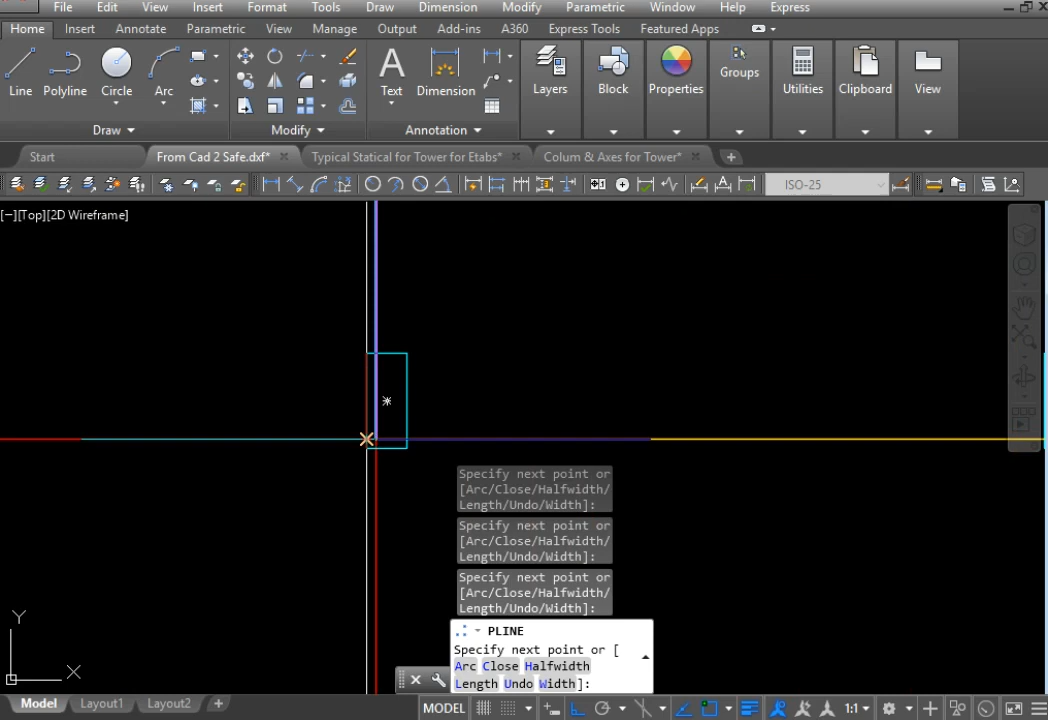 File Edit View Insert Format Tools Draw Dimension Modify Parametric Window Help Express
Home Insert Annotate Parametric View Manage Output Add-ins A360 Express Tools Featured Apps
Line Polyline Circle Arc Text Dimension Layers Block Properties Groups Utilities Clipboard View
Draw Modify Annotation
Start From Cad 2 Safe.dxf* Typical Statical for Tower for Etabs* Colum & Axes for Tower*
ISO-25
[−][Top][2D Wireframe]
Specify next point or
[Arc/Close/Halfwidth/
Length/Undo/Width]:
Specify next point or
[Arc/Close/Halfwidth/
Length/Undo/Width]:
Specify next point or
[Arc/Close/Halfwidth/
Length/Undo/Width]:
PLINE
Specify next point or [
Arc Close Halfwidth
Length Undo Width]:
Y
X
Model Layout1 Layout2 MODEL 1:1